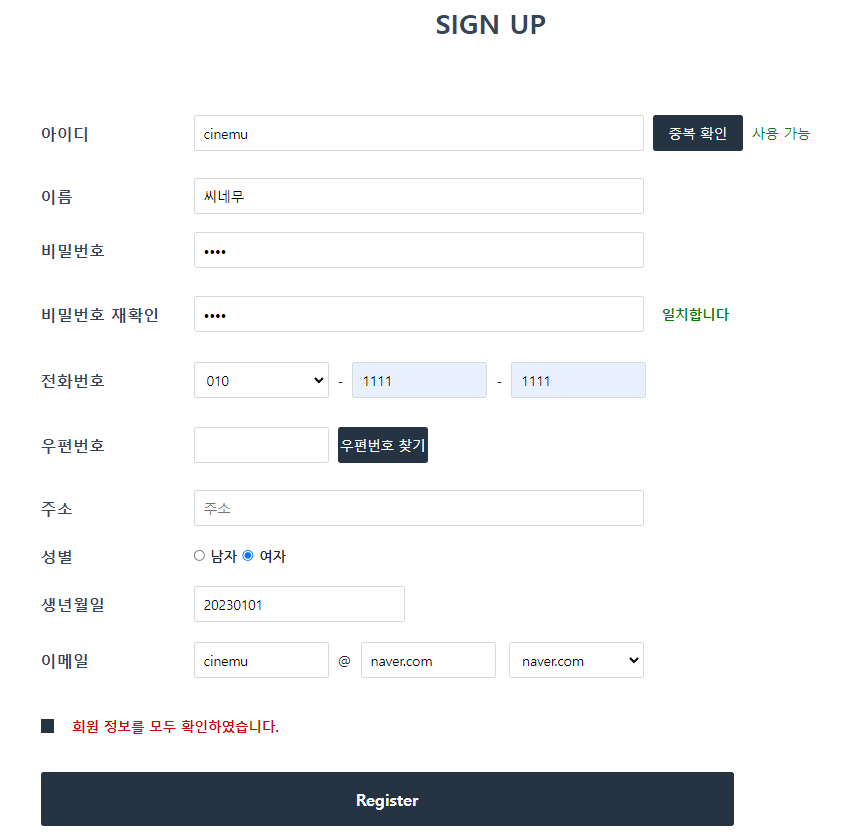 SIGN UP
아이디 cinemu 중복 확인 사용 가능
이름 씨네무
비밀번호 ••••
비밀번호 재확인 •••• 일치합니다
전화번호 010 - 1111 - 1111
우편번호 우편번호 찾기
주소 주소
성별 남자 여자
생년월일 20230101
이메일 cinemu @ naver.com naver.com
회원 정보를 모두 확인하였습니다.
Register